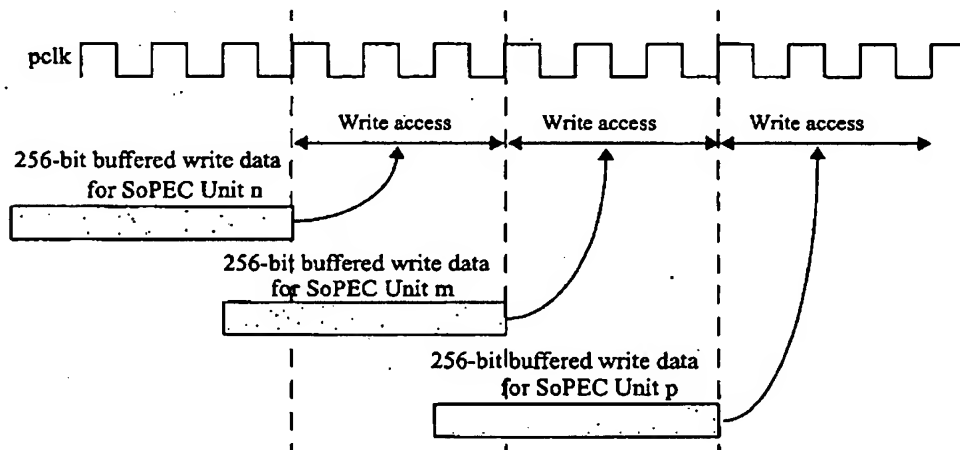 pclk
Write access
Write access
Write access
256-bit buffered write data
for SoPEC Unit n
256-bit buffered write data
for SoPEC Unit m
256-bit buffered write data
for SoPEC Unit p